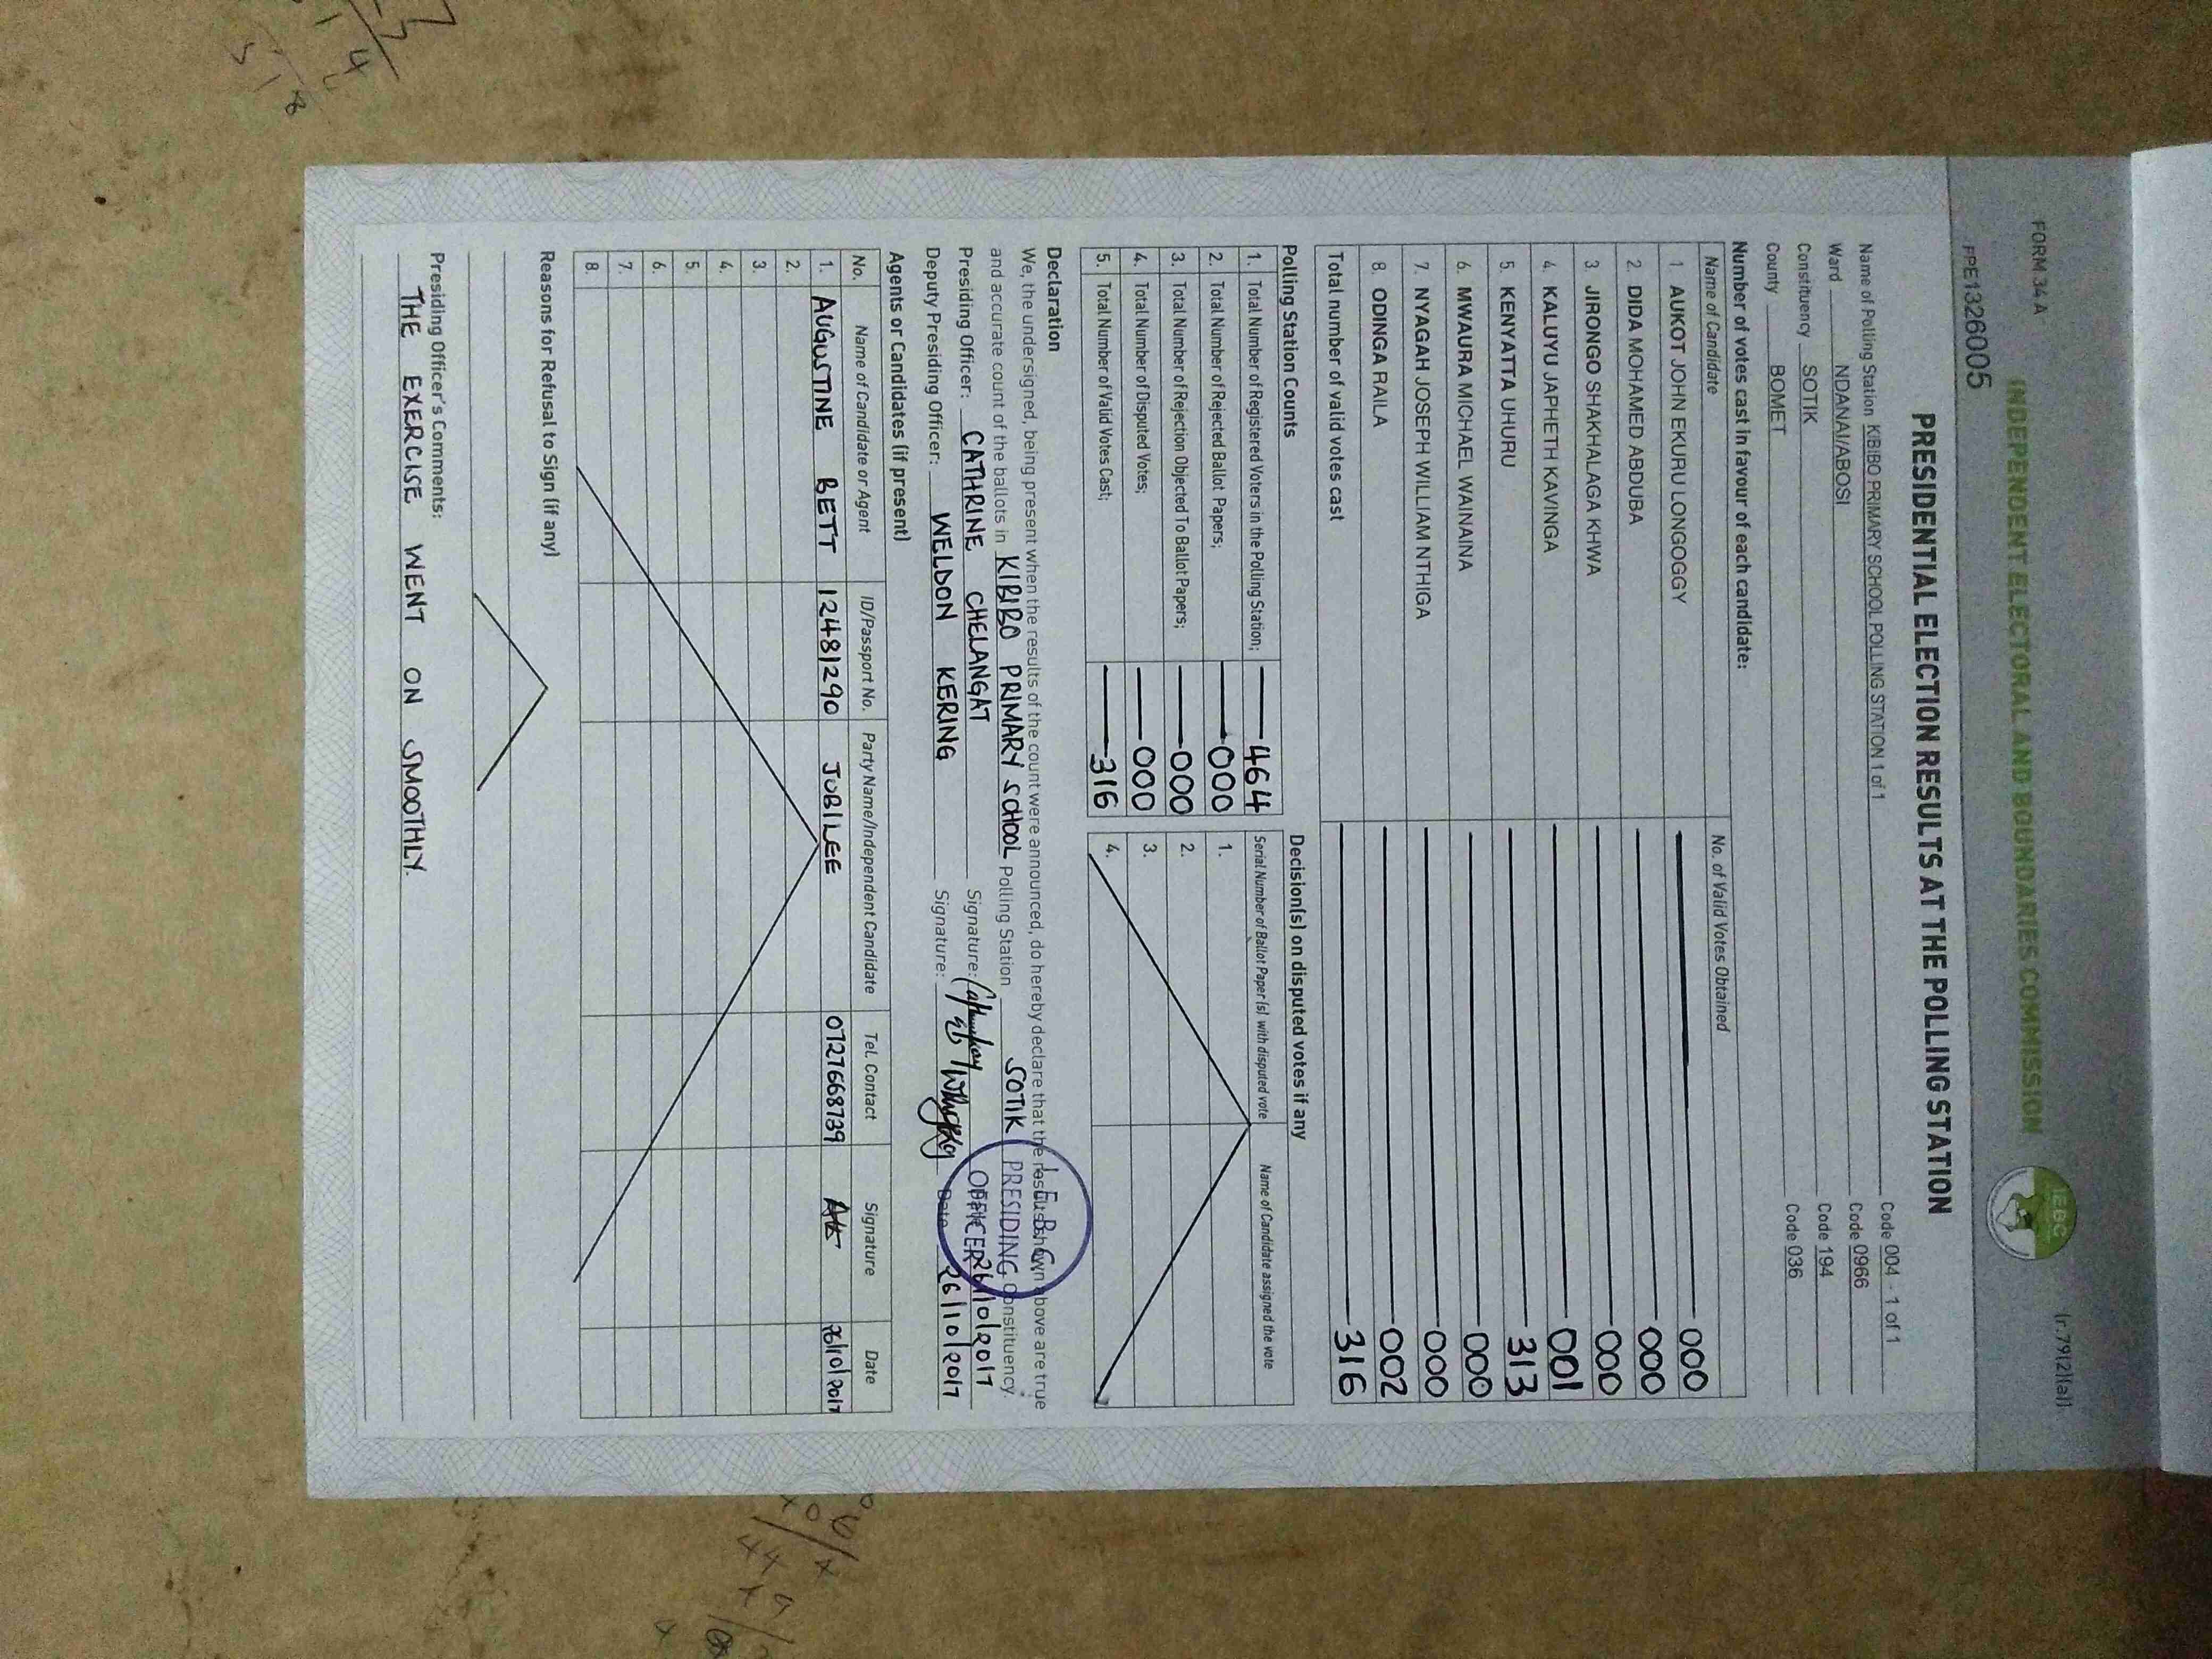 FORM 34A
(r.79(2)(a))
INDEPENDENT ELECTORAL AND BOUNDARIES COMMISSION
IEBC
PPE1326005
PRESIDENTIAL ELECTION RESULTS AT THE POLLING STATION
Name of Polling Station KIBIBO PRIMARY SCHOOL POLLING STATION 1 of 1 Code 004 - 1 of 1
Ward NDANAI/ABOSI Code 0966
Constituency SOTIK Code 194
County BOMET Code 036
Number of votes cast in favour of each candidate:
Name of Candidate No. of Valid Votes Obtained
1 AUKOT JOHN EKURU LONGOGGY 000
2. DIDA MOHAMED ABDUBA 000
3 JIRONGO SHAKHALAGA KHWA 000
4. KALUYU JAPHETH KAVINGA 001
5. KENYATTA UHURU 313
6. MWAURA MICHAEL WAINAINA 000
7. NYAGAH JOSEPH WILLIAM NTHIGA 000
8. ODINGA RAILA 002
Total number of valid votes cast 316
Polling Station Counts
1. Total Number of Registered Voters in the Polling Station; 464
2. Total Number of Rejected Ballot Papers; 000
3. Total Number of Rejection Objected To Ballot Papers; 000
4. Total Number of Disputed Votes; 000
5. Total Number of Valid Votes Cast; 316
Decision(s) on disputed votes if any
Serial Number of Ballot Paper (s) with disputed vote Name of Candidate assigned the vote
1.
2.
3.
4.
Declaration
We, the undersigned, being present when the results of the count were announced, do hereby declare that the results shown above are true
and accurate count of the ballots in KIBIBO PRIMARY SCHOOL Polling Station SOTIK Constituency.
Presiding Officer: CATHRINE CHELANGAT Signature: 26/10/2017
Deputy Presiding Officer: WELDON KERING Signature: Date 26/10/2017
I.E.B.C
PRESIDING
OFFICER
Agents or Candidates (if present)
No. Name of Candidate or Agent ID/Passport No. Party Name/Independent Candidate Tel. Contact Signature Date
1. AUGUSTINE BETT 12481290 JUBILEE 0727668739 26/10/2017
2.
3.
4.
5.
6.
7.
8
Reasons for Refusal to Sign (if any)
Presiding Officer's Comments:
THE EXERCISE WENT ON SMOOTHLY.